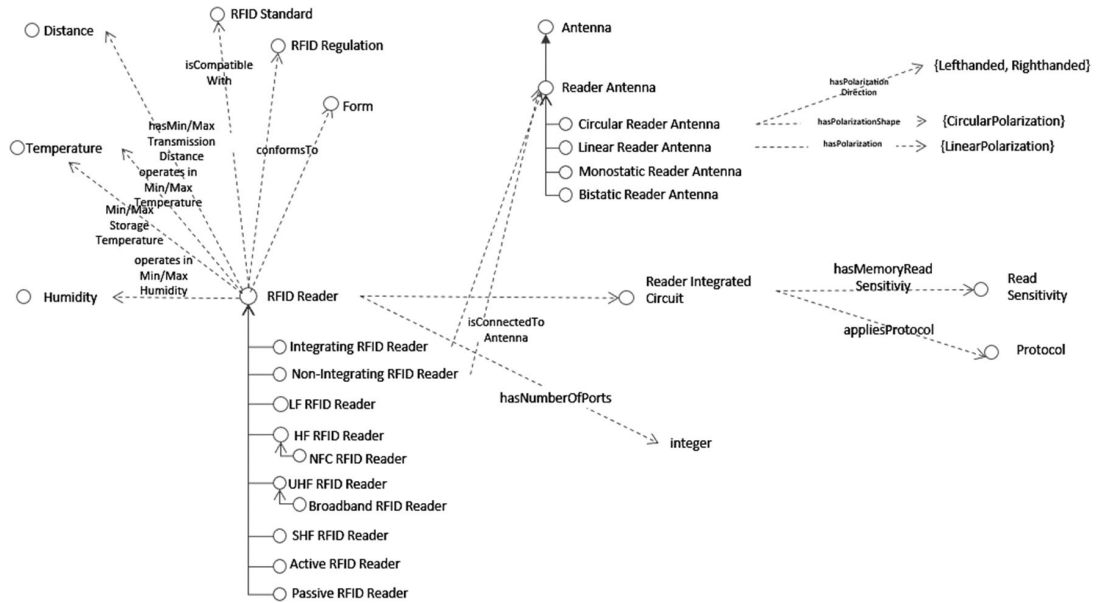 RFID Standard
Distance
Antenna
RFID Regulation
isCompatible
With
{Lefthanded, Righthanded}
hasPolarization
Direction
Reader Antenna
Form
Circular Reader Antenna
hasPolarizationShape
{CircularPolarization}
hasMin/Max
Transmission
Distance
conformsTo
Temperature
Linear Reader Antenna
hasPolarization
{LinearPolarization}
operates in
Min/Max
Temperature
Monostatic Reader Antenna
Bistatic Reader Antenna
Min/Max
Storage
Temperature
operates in
Min/Max
Humidity
Humidity
RFID Reader
Reader Integrated
Circuit
hasMemoryRead
Sensitiviy
Read
Sensitivity
isConnectedTo
Antenna
appliesProtocol
Protocol
Integrating RFID Reader
Non-Integrating RFID Reader
hasNumberOfPorts
LF RFID Reader
HF RFID Reader
integer
NFC RFID Reader
UHF RFID Reader
Broadband RFID Reader
SHF RFID Reader
Active RFID Reader
Passive RFID Reader